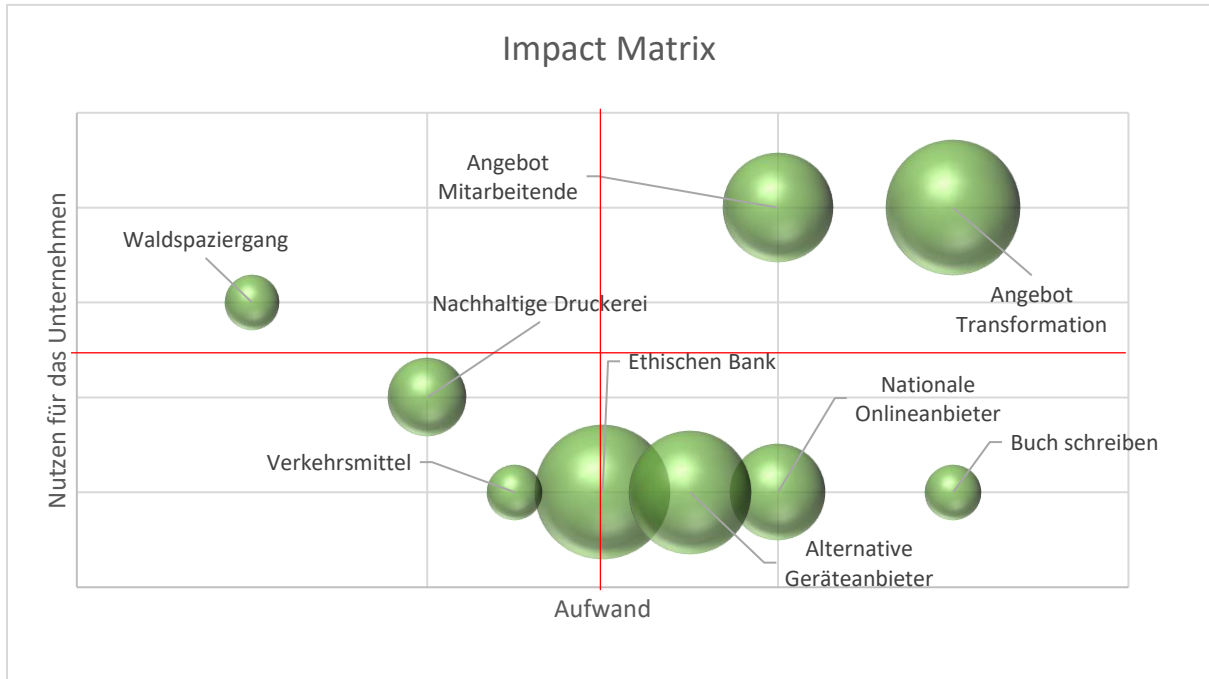 Impact Matrix
Nutzen für das Unternehmen
Angebot
Mitarbeitende
Waldspaziergang
Nachhaltige Druckerei
Angebot
Transformation
Ethischen Bank
Nationale
Onlineanbieter
Verkehrsmittel
Buch schreiben
Alternative
Geräteanbieter
Aufwand